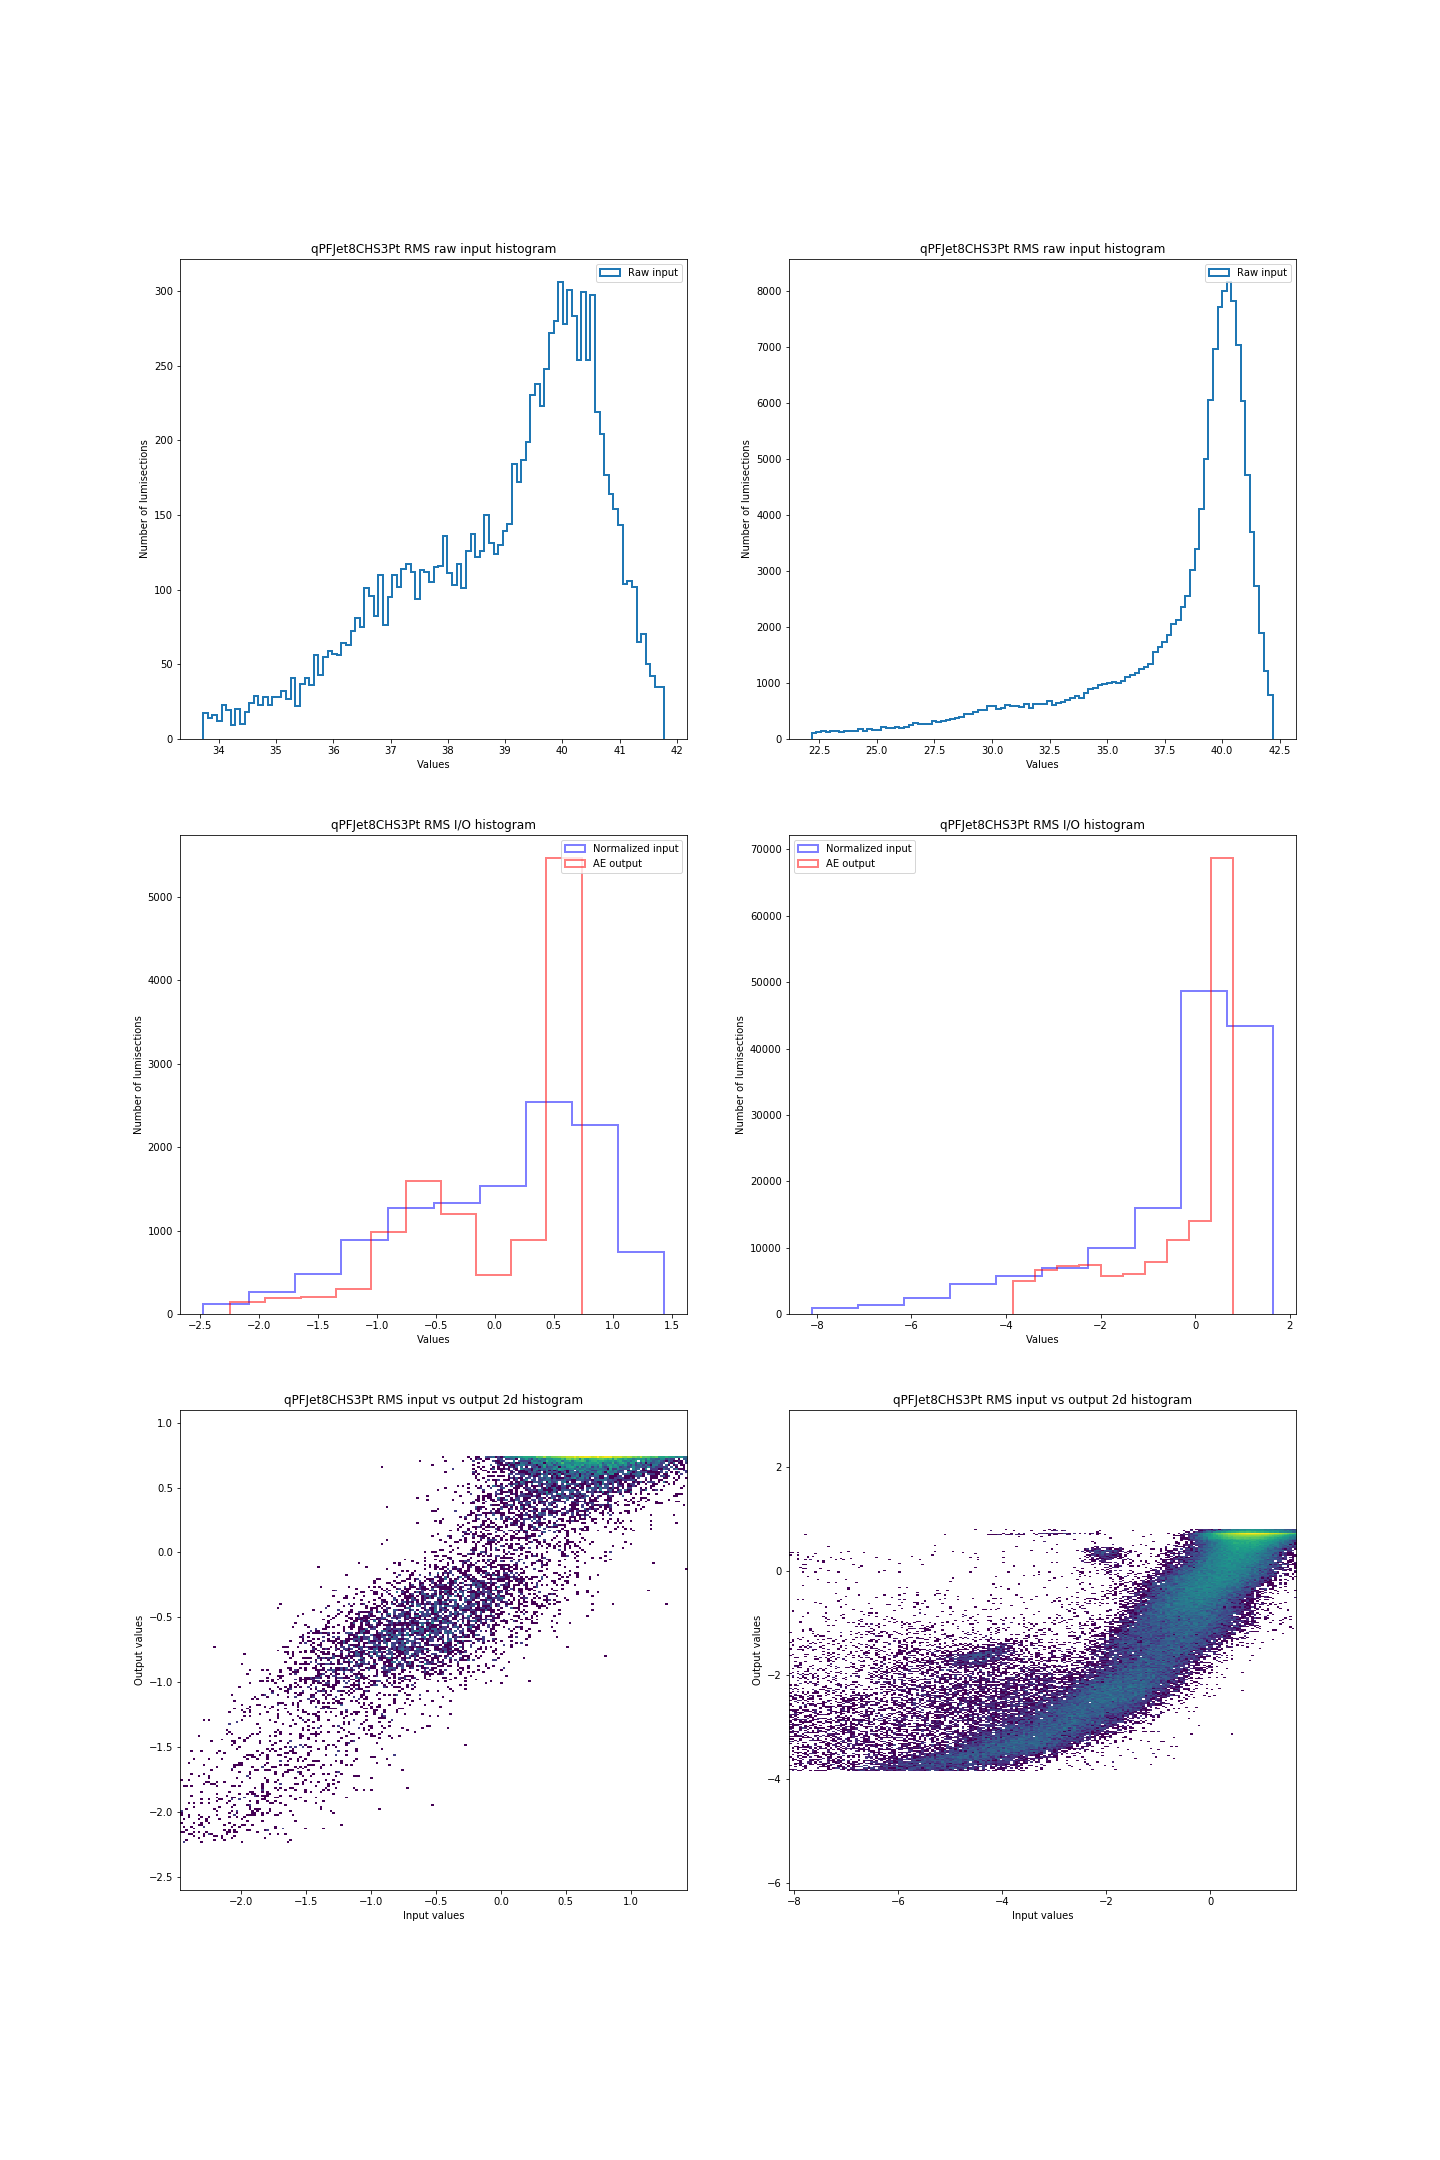 qPFJet8CHS3Pt RMS raw input histogram
Raw input
Number of lumisections
300
250
200
150
100
50
0
34 35 36 37 38 39 40 41 42
Values
qPFJet8CHS3Pt RMS raw input histogram
Raw input
Number of lumisections
8000
7000
6000
5000
4000
3000
2000
1000
0
22.5 25.0 27.5 30.0 32.5 35.0 37.5 40.0 42.5
Values
qPFJet8CHS3Pt RMS I/O histogram
Normalized input
AE output
Number of lumisections
5000
4000
3000
2000
1000
0
−2.5 −2.0 −1.5 −1.0 −0.5 0.0 0.5 1.0 1.5
Values
qPFJet8CHS3Pt RMS I/O histogram
Normalized input
AE output
Number of lumisections
70000
60000
50000
40000
30000
20000
10000
0
−8 −6 −4 −2 0 2
Values
qPFJet8CHS3Pt RMS input vs output 2d histogram
Output values
1.0
0.5
0.0
−0.5
−1.0
−1.5
−2.0
−2.5
−2.0 −1.5 −1.0 −0.5 0.0 0.5 1.0
Input values
qPFJet8CHS3Pt RMS input vs output 2d histogram
Output values
2
0
−2
−4
−6
−8 −6 −4 −2 0
Input values